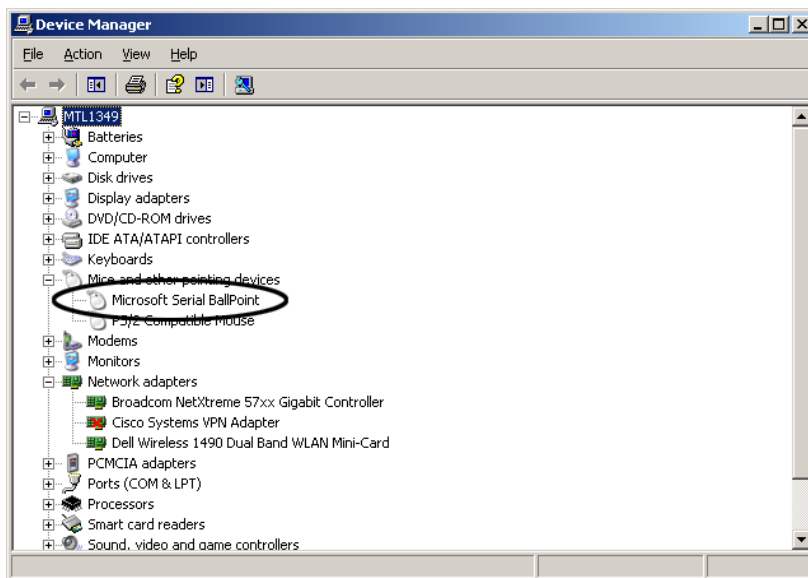 Device Manager
File Action View Help
MTL1349
Batteries
Computer
Disk drives
Display adapters
DVD/CD-ROM drives
IDE ATA/ATAPI controllers
Keyboards
Mice and other pointing devices
Microsoft Serial BallPoint
PS/2 Compatible Mouse
Modems
Monitors
Network adapters
Broadcom NetXtreme 57xx Gigabit Controller
Cisco Systems VPN Adapter
Dell Wireless 1490 Dual Band WLAN Mini-Card
PCMCIA adapters
Ports (COM & LPT)
Processors
Smart card readers
Sound, video and game controllers